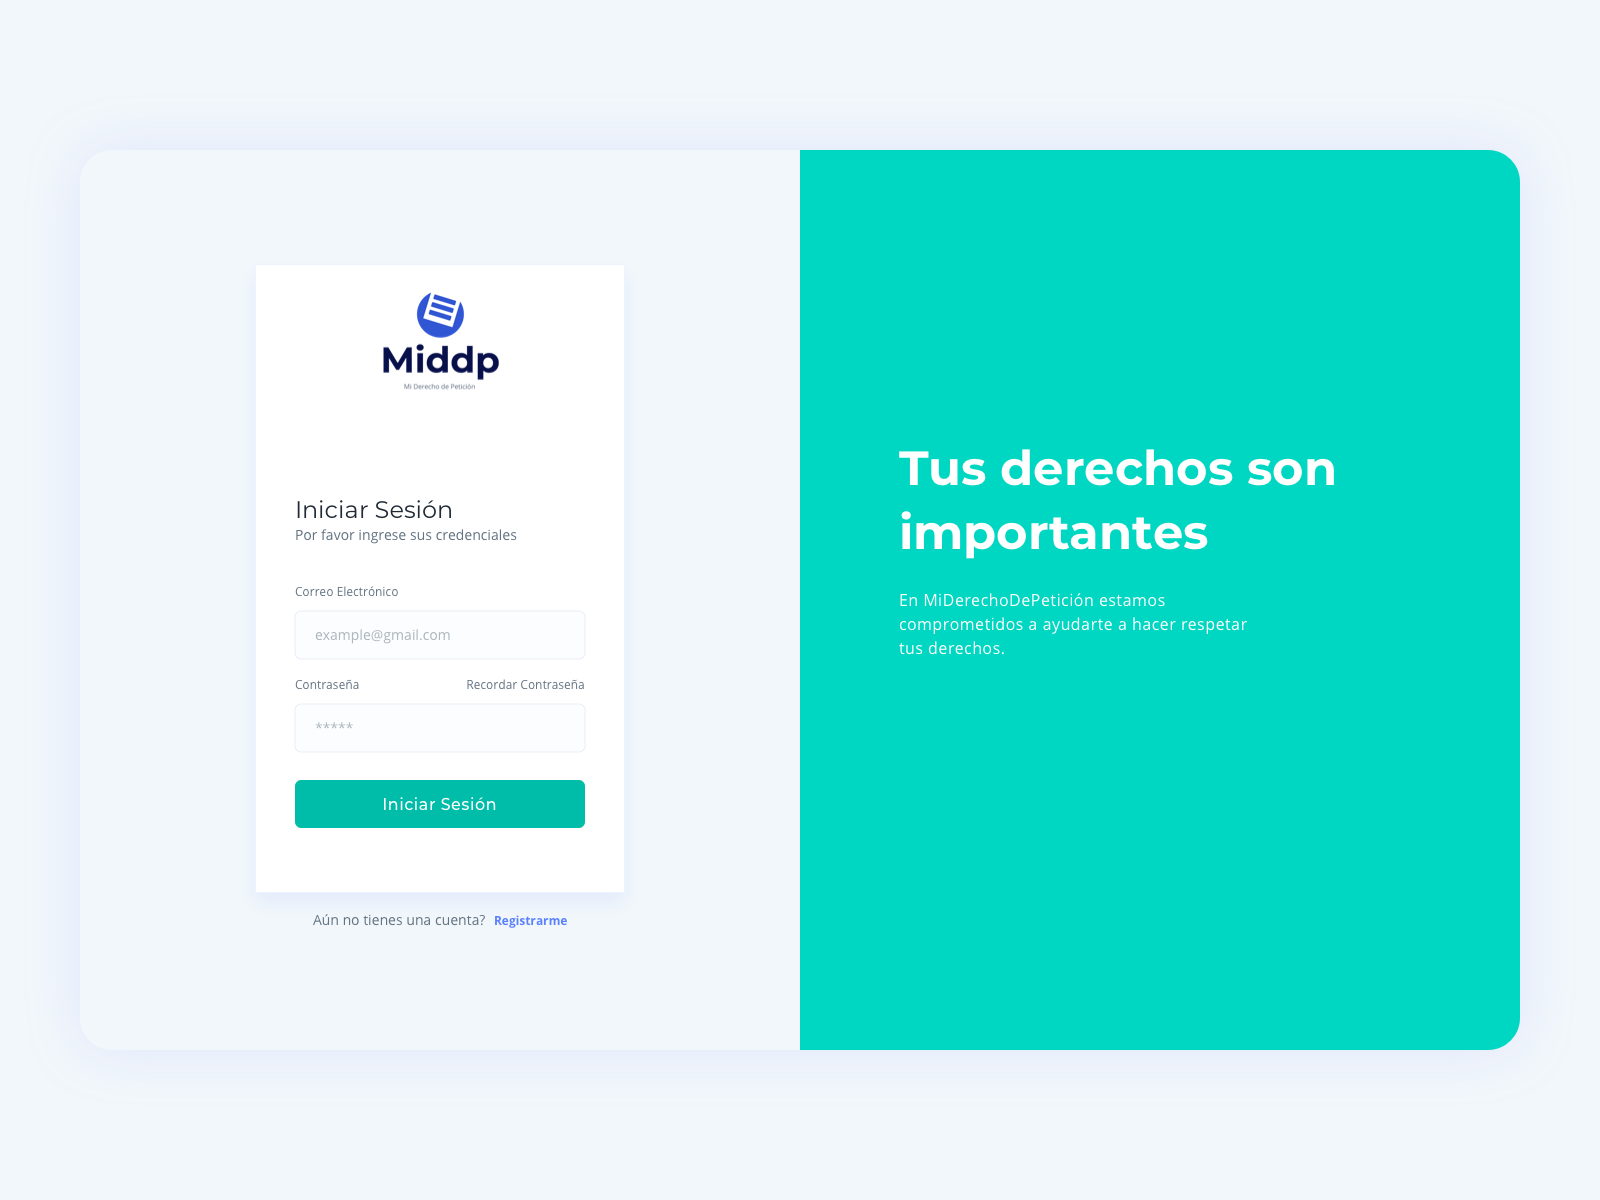 Middp
Mi Derecho de Petición
Iniciar Sesión
Por favor ingrese sus credenciales
Correo Electrónico
example@gmail.com
Contraseña Recordar Contraseña
*****
Iniciar Sesión
Aún no tienes una cuenta? Registrarme
Tus derechos son
importantes
En MiDerechoDePetición estamos
comprometidos a ayudarte a hacer respetar
tus derechos.